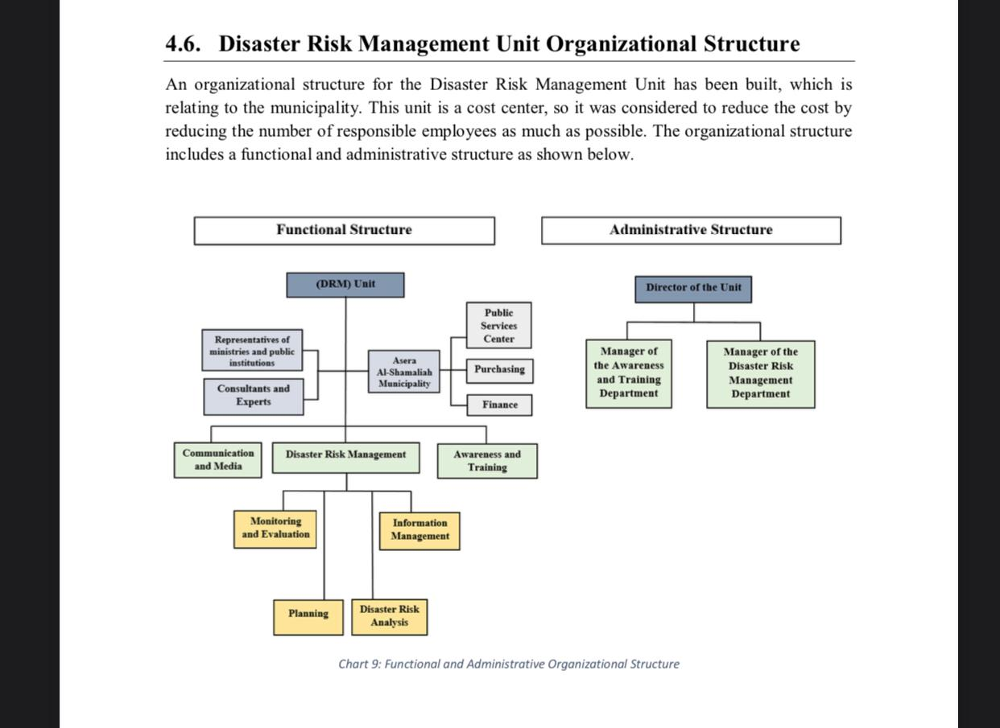 4.6. Disaster Risk Management Unit Organizational Structure
An organizational structure for the Disaster Risk Management Unit has been built, which is
relating to the municipality. This unit is a cost center, so it was considered to reduce the cost by
reducing the number of responsible employees as much as possible. The organizational structure
includes a functional and administrative structure as shown below.
Functional Structure
(DRM) Unit
Representatives of
ministries and public
institutions
Consultants and
Experts
Asera
Al-Shamaliah
Municipality
Public
Services
Center
Purchasing
Finance
Communication
and Media
Disaster Risk Management
Awareness and
Training
Monitoring
and Evaluation
Information
Management
Planning
Disaster Risk
Analysis
Administrative Structure
Director of the Unit
Manager of
the Awareness
and Training
Department
Manager of the
Disaster Risk
Management
Department
Chart 9: Functional and Administrative Organizational Structure